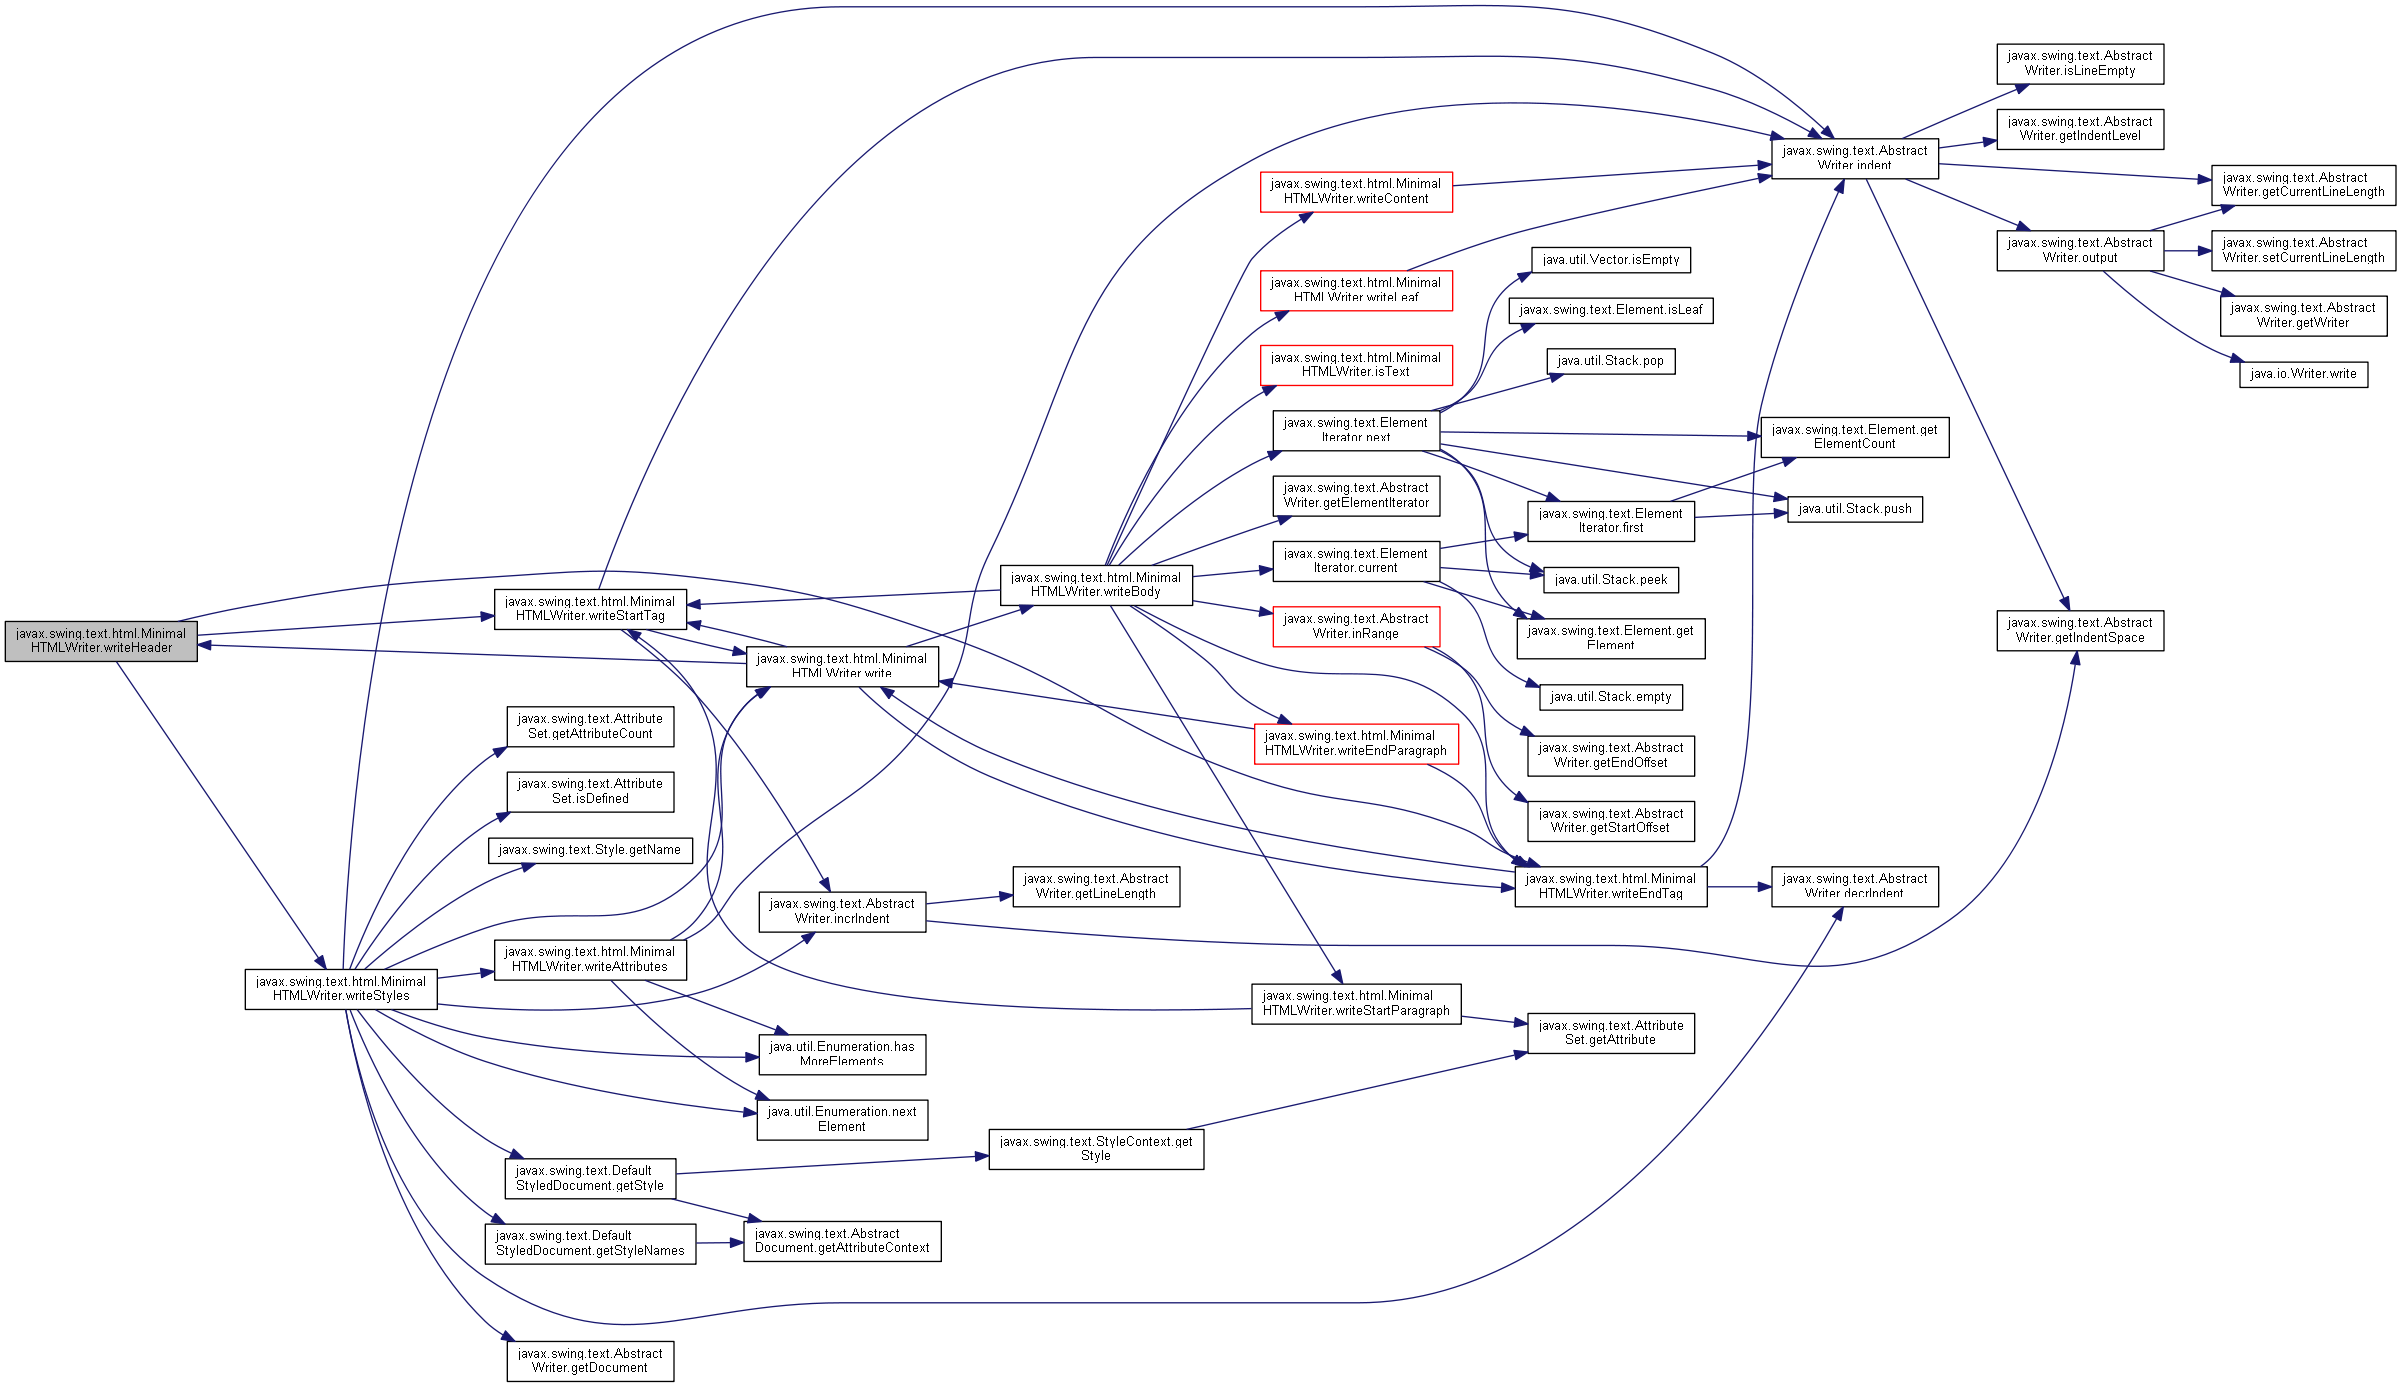 javax.swing.text.html.Minimal
HTMLWriter.writeHeader
javax.swing.text.html.Minimal
HTMLWriter.writeStyles
javax.swing.text.html.Minimal
HTMLWriter.writeStartTag
javax.swing.text.Attribute
Set.getAttributeCount
javax.swing.text.Attribute
Set.isDefined
javax.swing.text.Style.getName
javax.swing.text.html.Minimal
HTMLWriter.writeAttributes
javax.swing.text.Default
StyledDocument.getStyle
javax.swing.text.Default
StyledDocument.getStyleNames
javax.swing.text.Abstract
Writer.getDocument
javax.swing.text.html.Minimal
HTMLWriter.write
javax.swing.text.Abstract
Writer.incrIndent
java.util.Enumeration.has
MoreElements
java.util.Enumeration.next
Element
javax.swing.text.Abstract
Document.getAttributeContext
javax.swing.text.html.Minimal
HTMLWriter.writeBody
javax.swing.text.Abstract
Writer.getLineLength
javax.swing.text.StyleContext.get
Style
javax.swing.text.html.Minimal
HTMLWriter.writeContent
javax.swing.text.html.Minimal
HTMLWriter.writeLeaf
javax.swing.text.html.Minimal
HTMLWriter.isText
javax.swing.text.Element
Iterator.next
javax.swing.text.Abstract
Writer.getElementIterator
javax.swing.text.Element
Iterator.current
javax.swing.text.Abstract
Writer.inRange
javax.swing.text.html.Minimal
HTMLWriter.writeEndParagraph
javax.swing.text.html.Minimal
HTMLWriter.writeStartParagraph
java.util.Vector.isEmpty
javax.swing.text.Element.isLeaf
java.util.Stack.pop
javax.swing.text.Element
Iterator.first
java.util.Stack.peek
javax.swing.text.Element.get
Element
java.util.Stack.empty
javax.swing.text.Abstract
Writer.getEndOffset
javax.swing.text.Abstract
Writer.getStartOffset
javax.swing.text.html.Minimal
HTMLWriter.writeEndTag
javax.swing.text.Attribute
Set.getAttribute
javax.swing.text.Abstract
Writer.indent
javax.swing.text.Element.get
ElementCount
java.util.Stack.push
javax.swing.text.Abstract
Writer.decrIndent
javax.swing.text.Abstract
Writer.isLineEmpty
javax.swing.text.Abstract
Writer.getIndentLevel
javax.swing.text.Abstract
Writer.output
javax.swing.text.Abstract
Writer.getIndentSpace
javax.swing.text.Abstract
Writer.getCurrentLineLength
javax.swing.text.Abstract
Writer.setCurrentLineLength
javax.swing.text.Abstract
Writer.getWriter
java.io.Writer.write